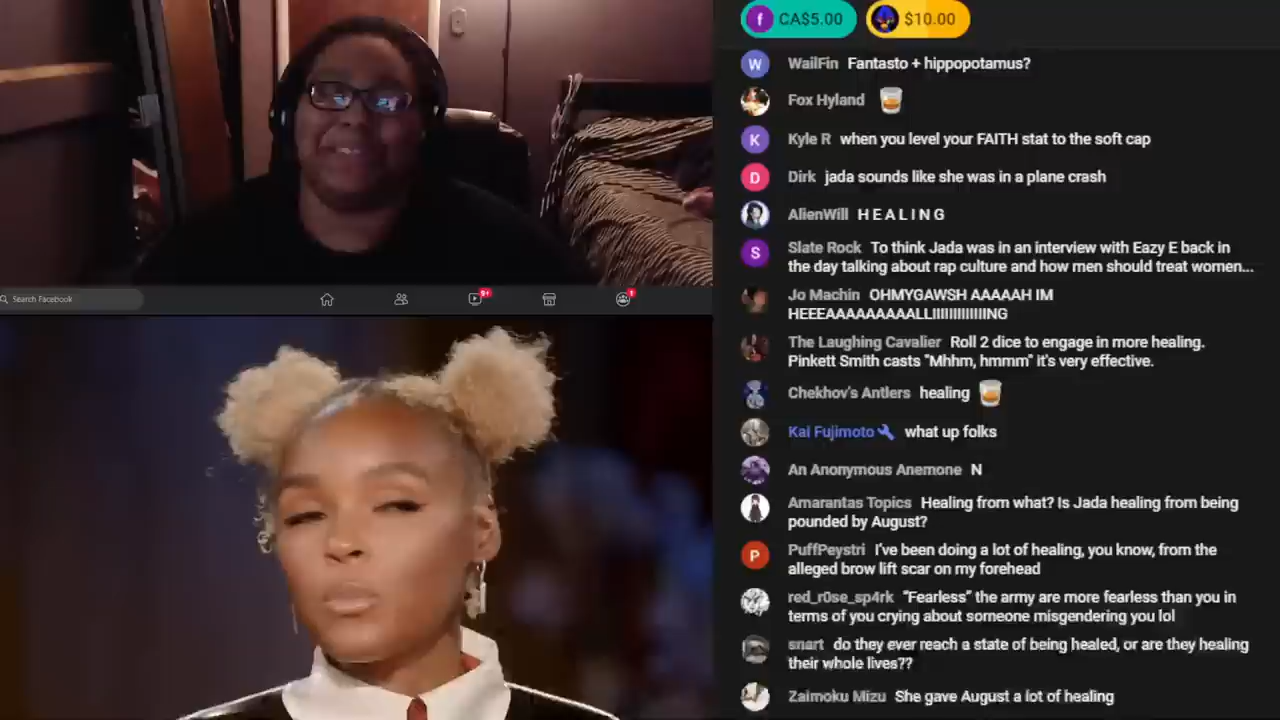 f CA$5.00 $10.00
W WailFin Fantasto + hippopotamus?
Fox Hyland
K Kyle R when you level your FAITH stat to the soft cap
D Dirk jada sounds like she was in a plane crash
AlienWill H E A L I N G
S Slate Rock To think Jada was in an interview with Eazy E back in
the day talking about rap culture and how men should treat women...
Jo Machin OHMYGAWSH AAAAAH IM
HEEEAAAAAAAAALLIIIIIIIIIIIIING
The Laughing Cavalier Roll 2 dice to engage in more healing.
Pinkett Smith casts "Mhhm, hmmm" it's very effective.
Chekhov's Antlers healing
Kai Fujimoto what up folks
An Anonymous Anemone N
Amarantas Topics Healing from what? Is Jada healing from being
pounded by August?
P PuffPeystri I've been doing a lot of healing, you know, from the
alleged brow lift scar on my forehead
red_r0se_sp4rk “Fearless” the army are more fearless than you in
terms of you crying about someone misgendering you lol
snart do they ever reach a state of being healed, or are they healing
their whole lives??
Zaimoku Mizu She gave August a lot of healing
Search Facebook
9+ 1